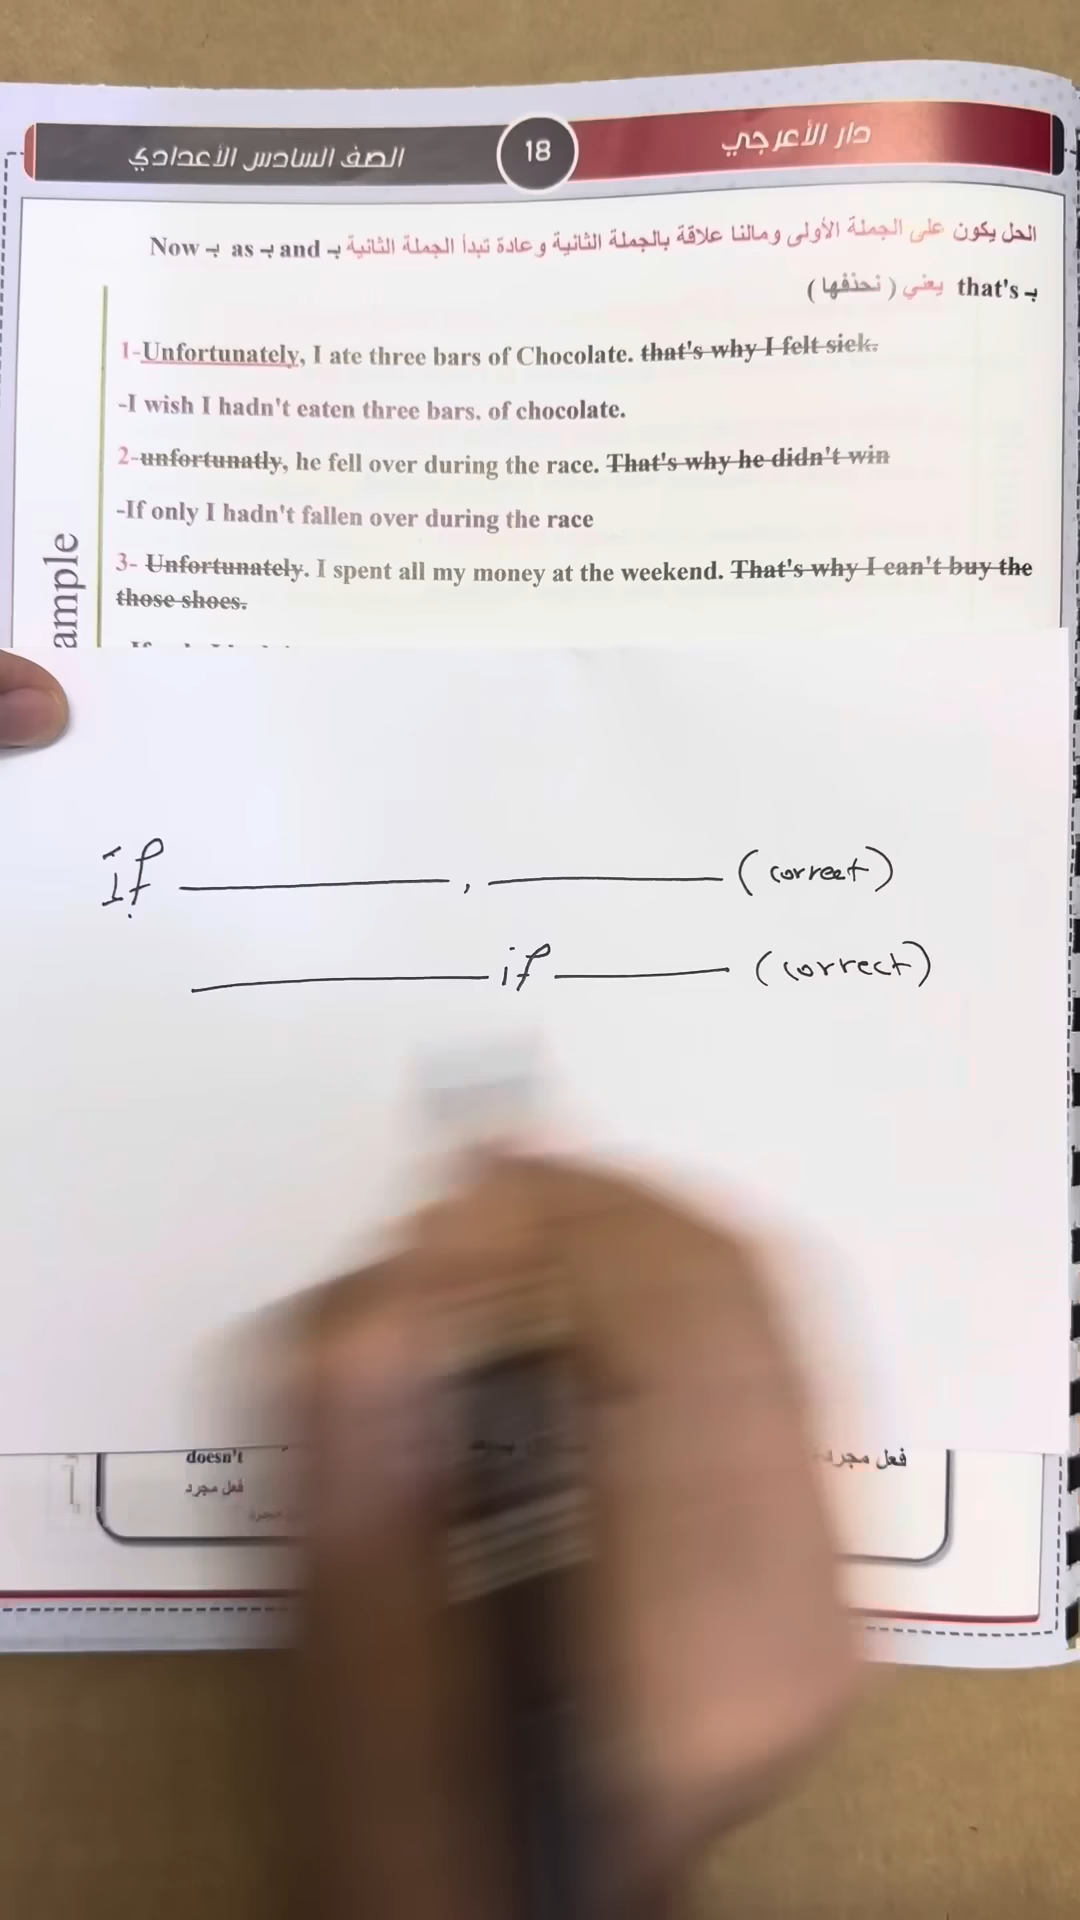 دار الأعرجي
18
الصف السادس الأعدادي
الحل يكون على الجملة الأولى ومالنا علاقة بالجملة الثانية وعادة تبدأ الجملة الثانية بـ and بـ as بـ Now
بـ that's يعني ( نحذفها )
1-Unfortunately, I ate three bars of Chocolate. that's why I felt sick.
-I wish I hadn't eaten three bars. of chocolate.
2-unfortunatly, he fell over during the race. That's why he didn't win
-If only I hadn't fallen over during the race
3- Unfortunately. I spent all my money at the weekend. That's why I can't buy the
those shoes.
ample
if ———, ——— (correct)
——— if ——— (correct)
doesn't
فعل مجرد
فعل مجرد